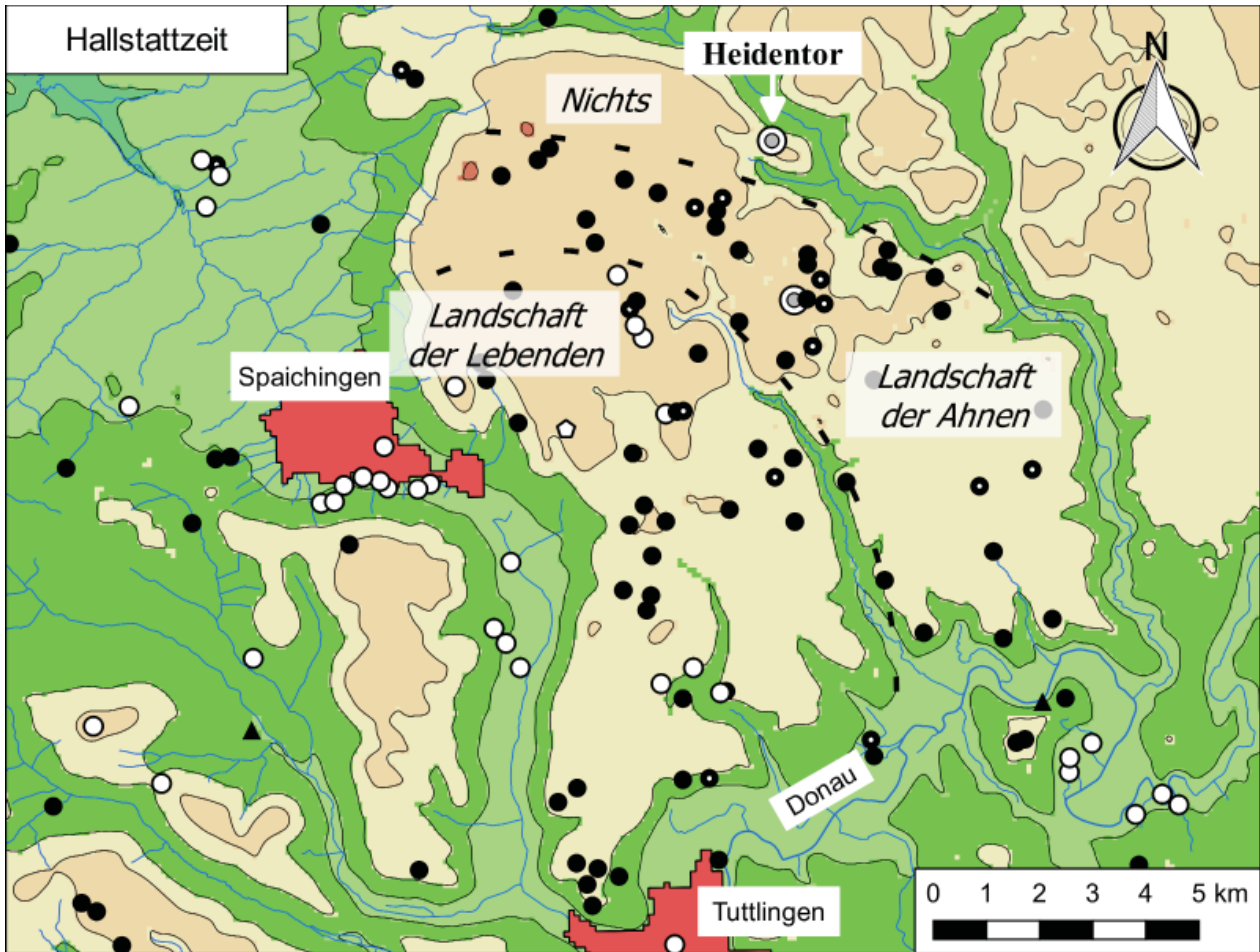 Hallstattzeit
Heidentor
N
Nichts
Landschaft
der Lebenden
Spaichingen
Landschaft
der Ahnen
Donau
Tuttlingen
0 1 2 3 4 5 km